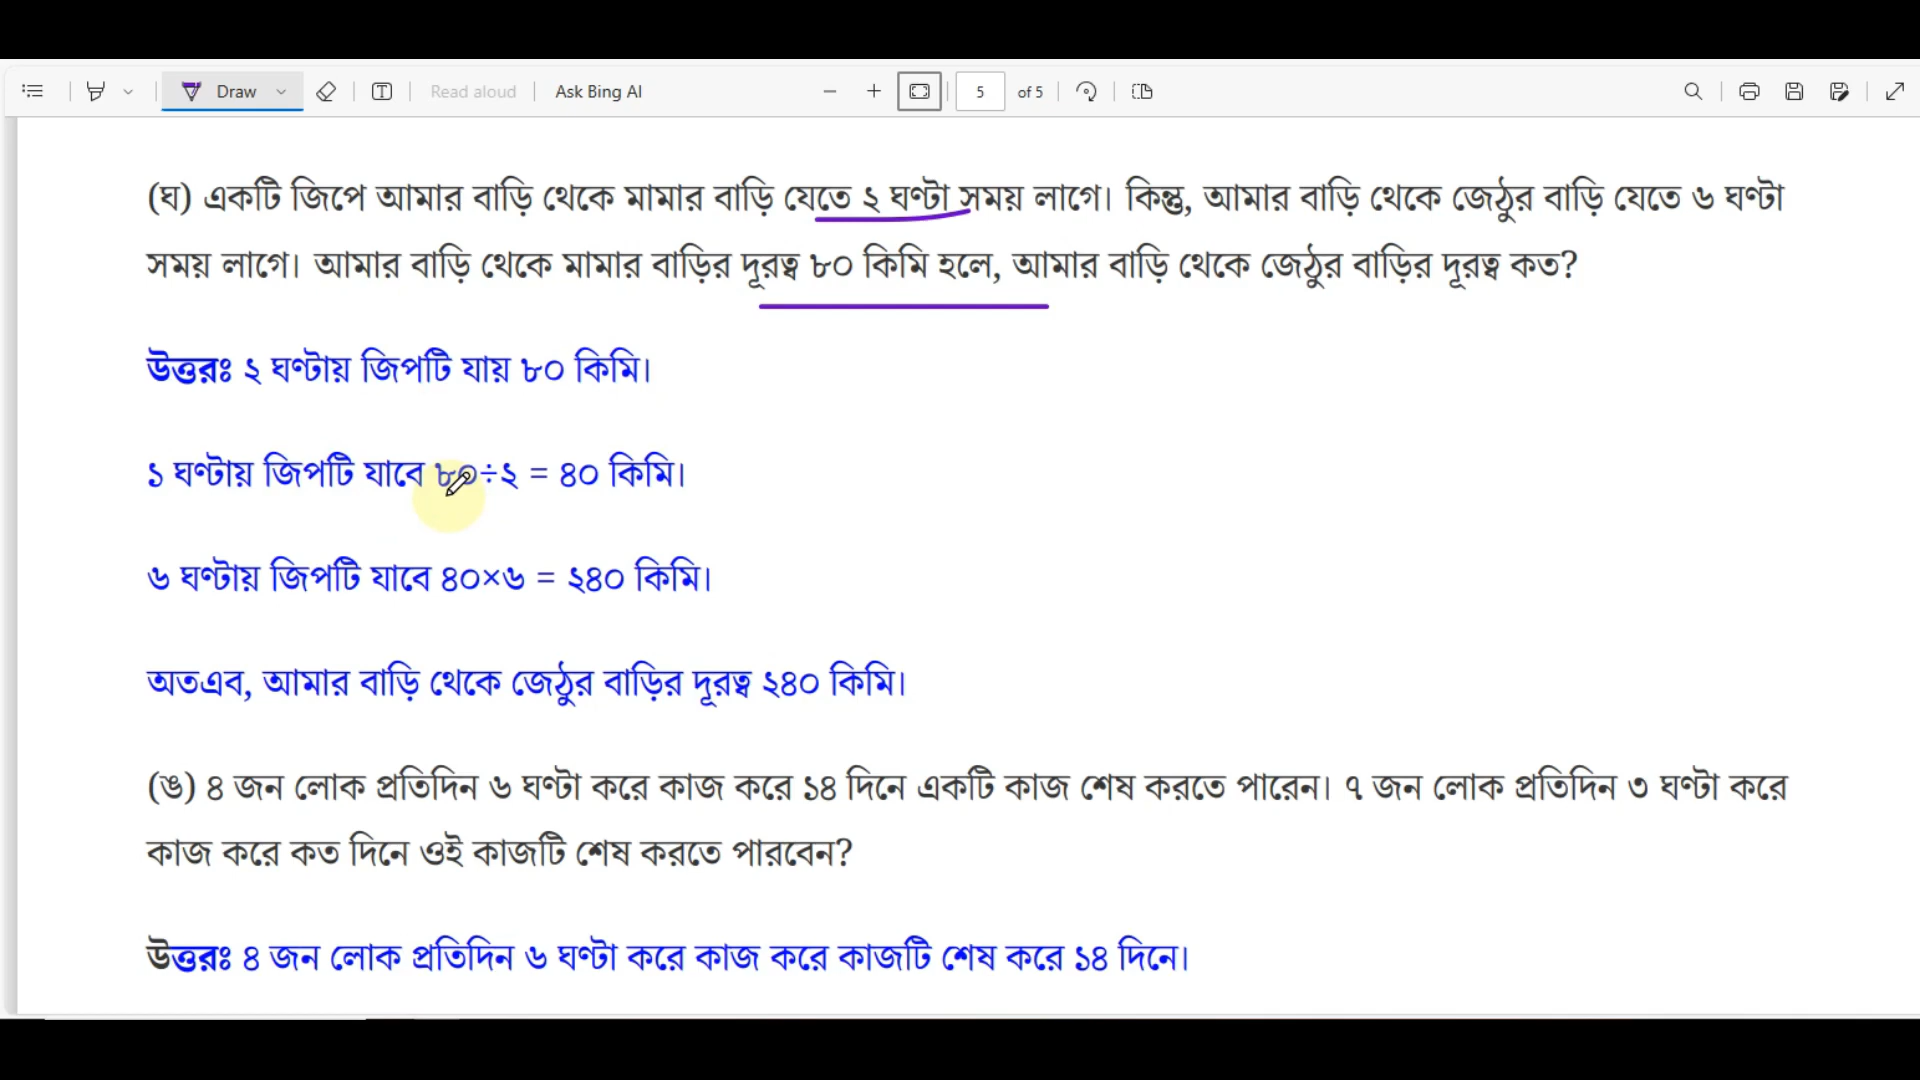 Draw
Read aloud
Ask Bing AI
5
of 5
(ঘ) একটি জিপে আমার বাড়ি থেকে মামার বাড়ি যেতে ২ ঘণ্টা সময় লাগে। কিন্তু, আমার বাড়ি থেকে জেঠুর বাড়ি যেতে ৬ ঘণ্টা
সময় লাগে। আমার বাড়ি থেকে মামার বাড়ির দূরত্ব ৮০ কিমি হলে, আমার বাড়ি থেকে জেঠুর বাড়ির দূরত্ব কত?
উত্তরঃ ২ ঘণ্টায় জিপটি যায় ৮০ কিমি।
১ ঘণ্টায় জিপটি যাবে ৮০÷২ = ৪০ কিমি।
৬ ঘণ্টায় জিপটি যাবে ৪০×৬ = ২৪০ কিমি।
অতএব, আমার বাড়ি থেকে জেঠুর বাড়ির দূরত্ব ২৪০ কিমি।
(ঙ) ৪ জন লোক প্রতিদিন ৬ ঘণ্টা করে কাজ করে ১৪ দিনে একটি কাজ শেষ করতে পারেন। ৭ জন লোক প্রতিদিন ৩ ঘণ্টা করে
কাজ করে কত দিনে ওই কাজটি শেষ করতে পারবেন?
উত্তরঃ ৪ জন লোক প্রতিদিন ৬ ঘণ্টা করে কাজ করে কাজটি শেষ করে ১৪ দিনে।